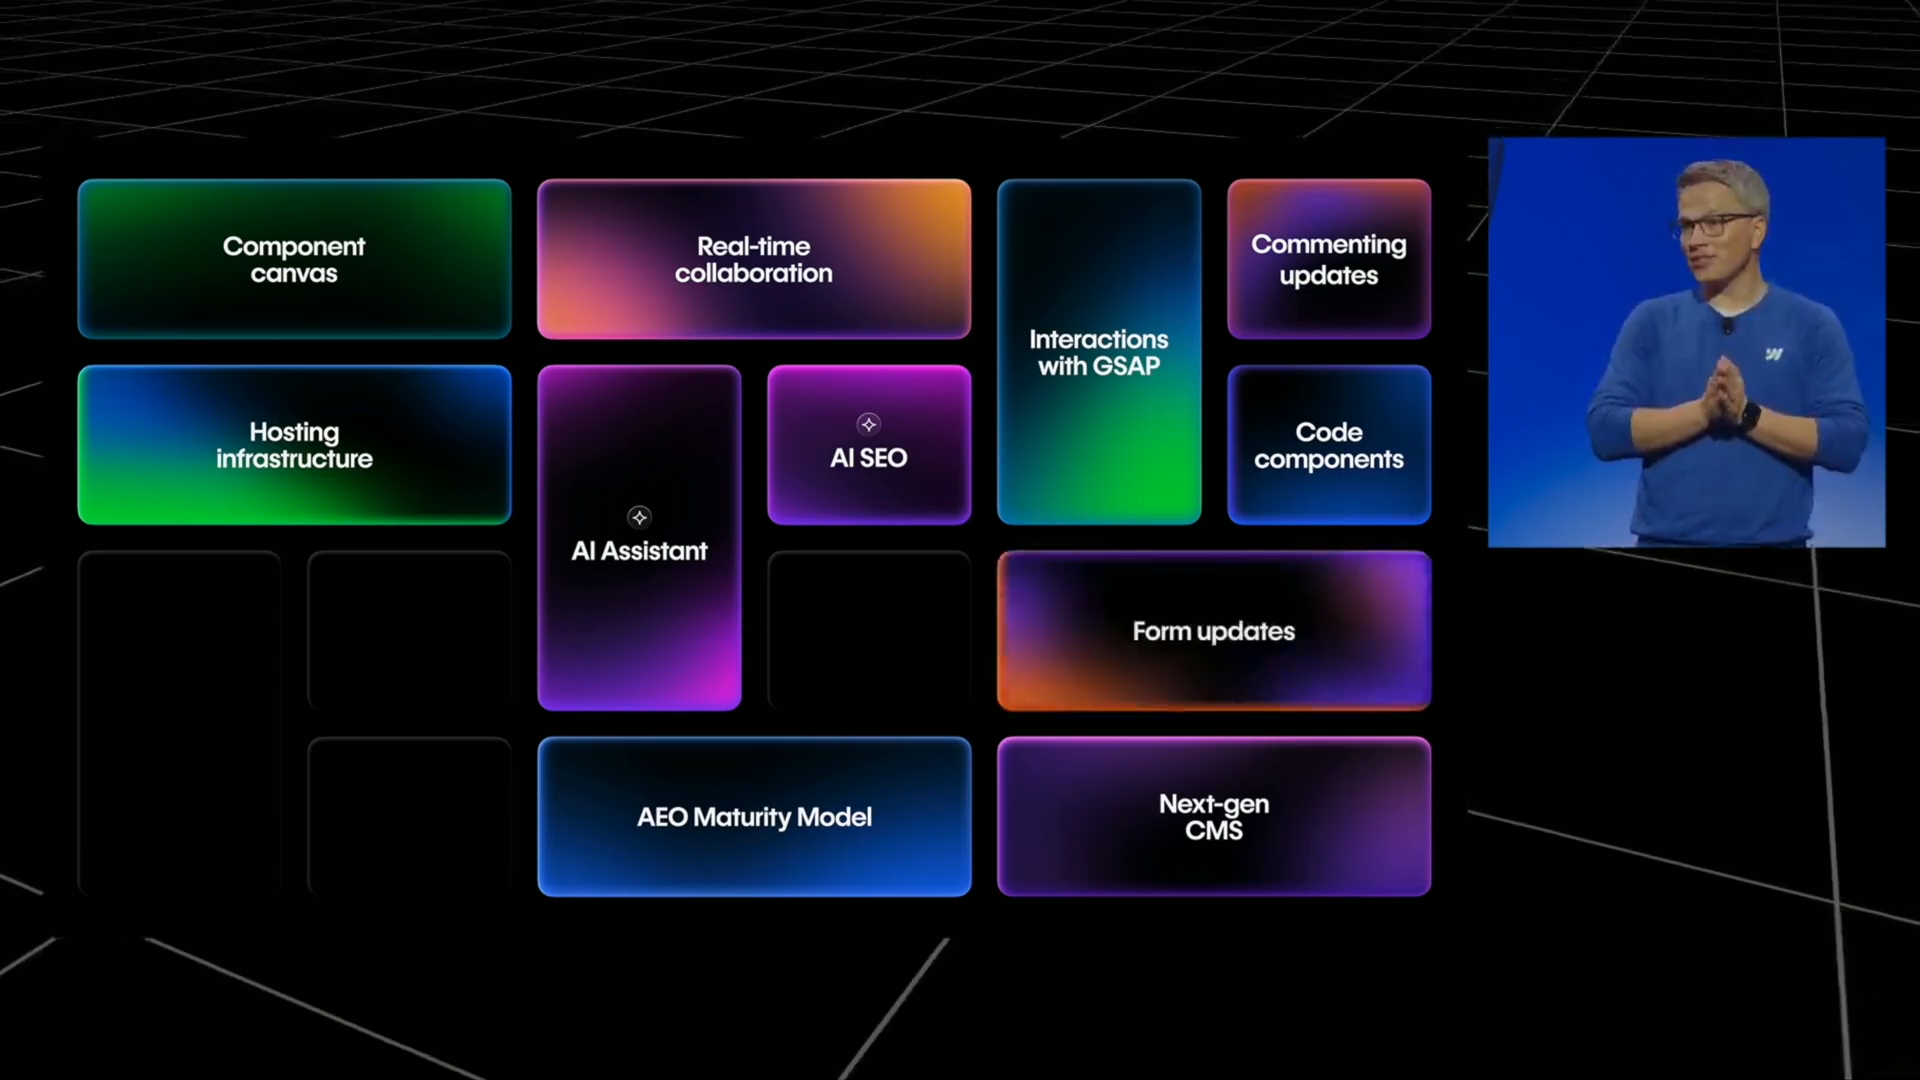 Component
canvas
Real-time
collaboration
Interactions
with GSAP
Commenting
updates
Hosting
infrastructure
AI Assistant
AI SEO
Code
components
Form updates
AEO Maturity Model
Next-gen
CMS